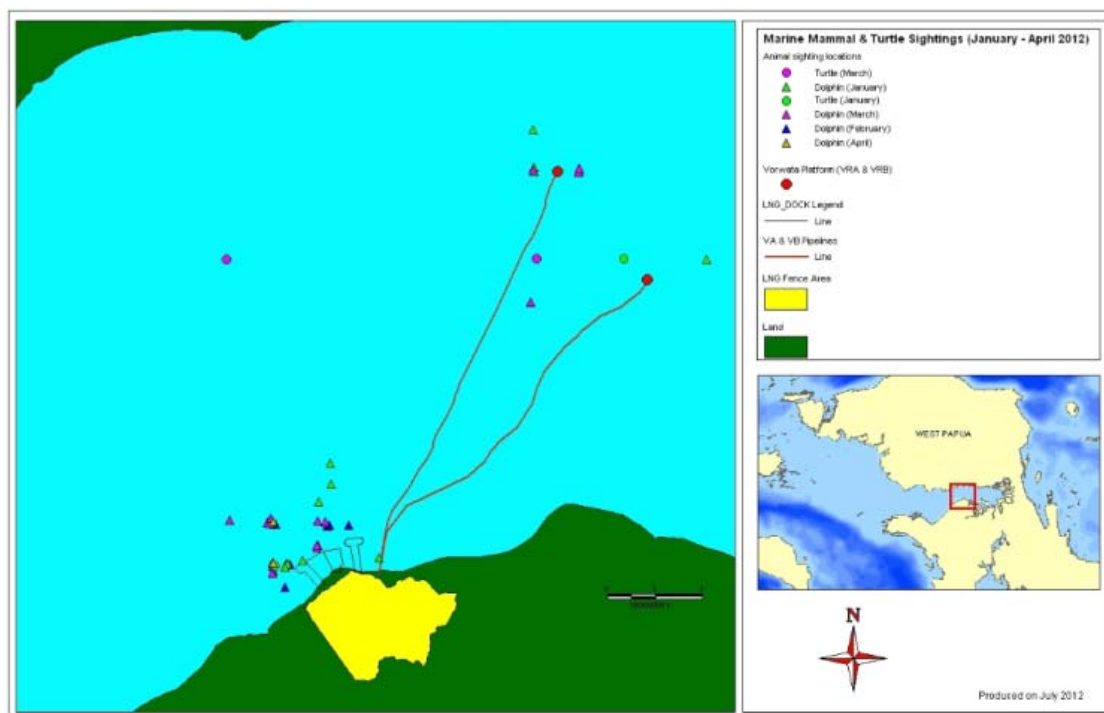 Marine Mammal & Turtle Sightings (January - April 2012)
Animal sighting locations
Turtle (March)
Dolphin (January)
Turtle (January)
Dolphin (March)
Dolphin (February)
Dolphin (April)
Vorwata Platform (VRA & VRB)
LNG_DOCK Legend
Line
VA & VB Pipelines
Line
LNG Fence Area
Land
WEST PAPUA
N
Produced on July 2012